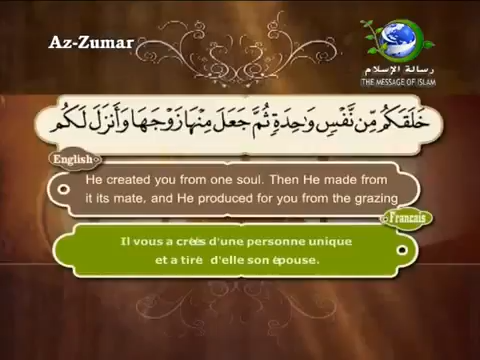 Az-Zumar
رسالة الإسلام
THE MESSAGE OF ISLAM
خَلَقَكُم مِّن نَّفْسٍ وَاحِدَةٍ ثُمَّ جَعَلَ مِنْهَا زَوْجَهَا وَأَنزَلَ لَكُم
English
He created you from one soul. Then He made from
it its mate, and He produced for you from the grazing
Francais
Il vous a créés d'une personne unique
et a tiré d'elle son épouse.